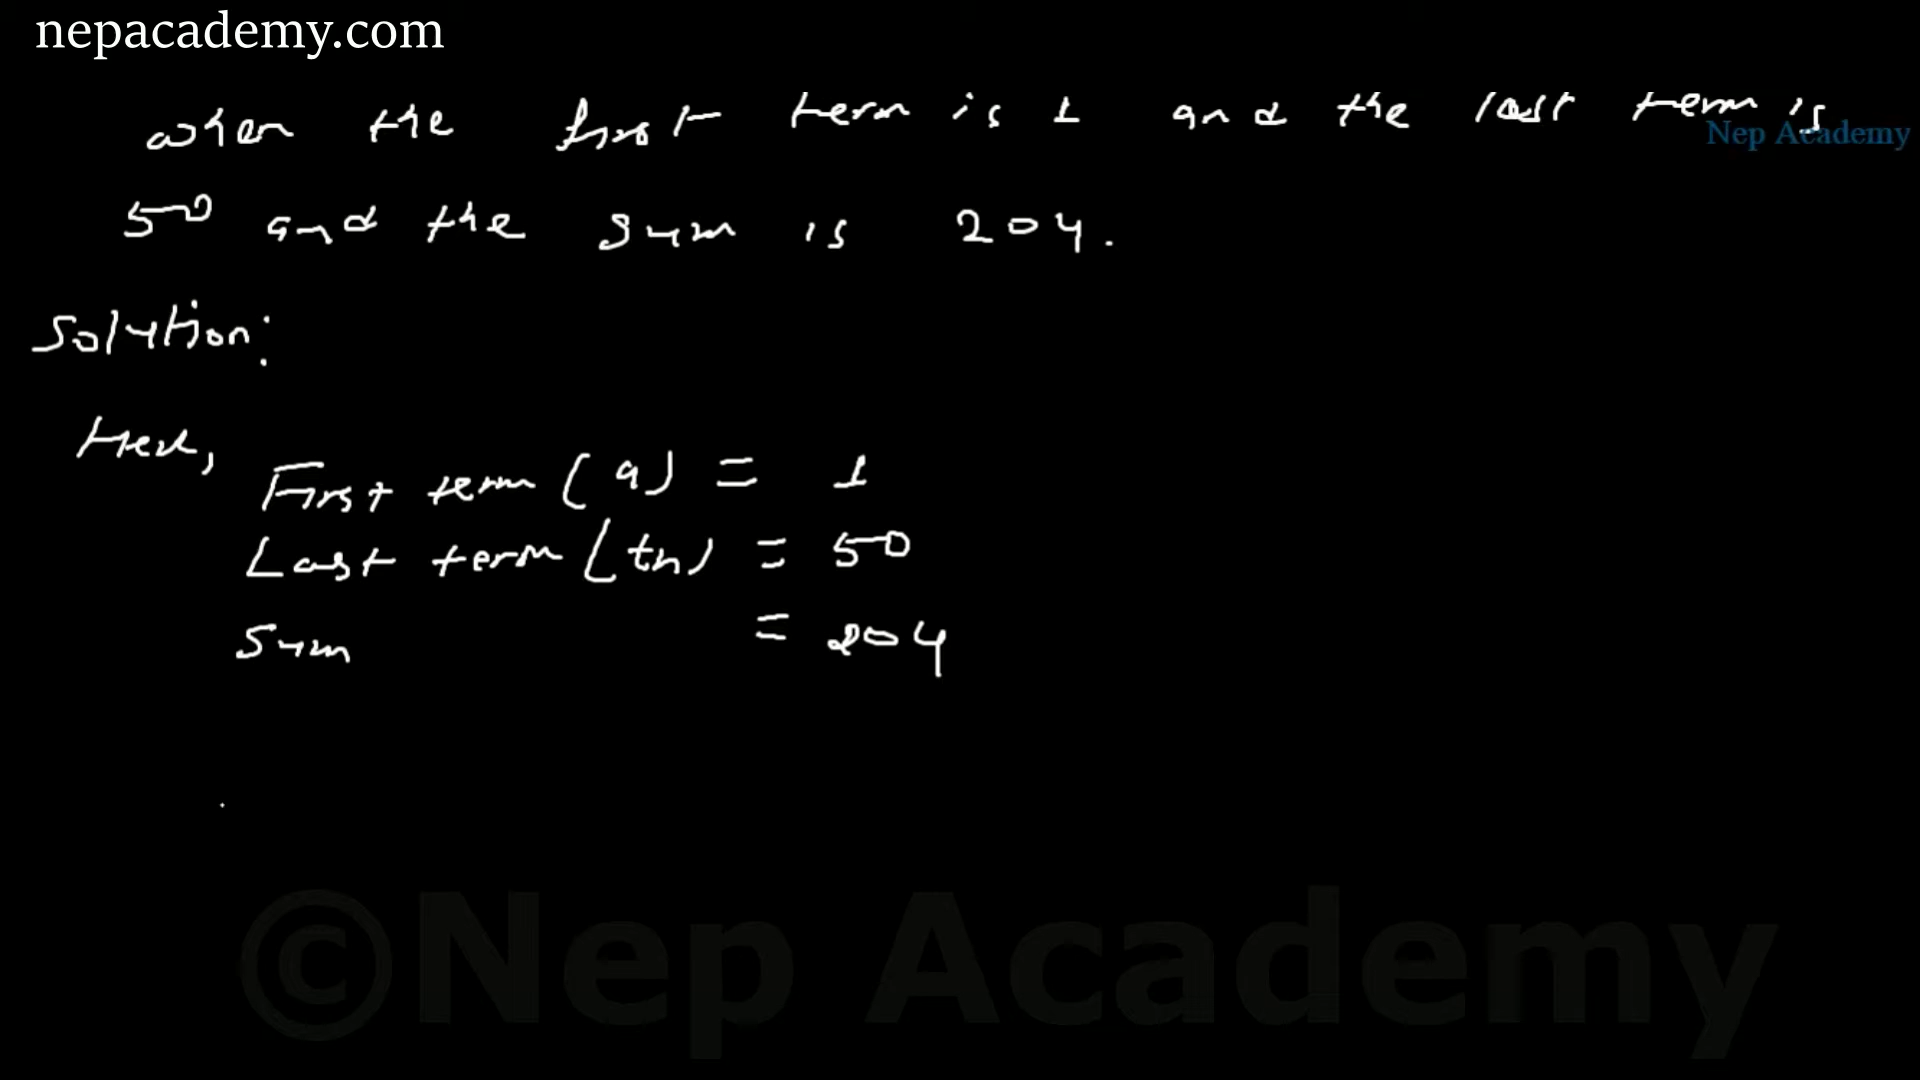 nepacademy.com
when the first term is 1 and the last term is
Nep Academy
50 and the sum is 204.
Solution:
Here,
First term (a) = 1
Last term (tn) = 50
Sum = 204
©Nep Academy